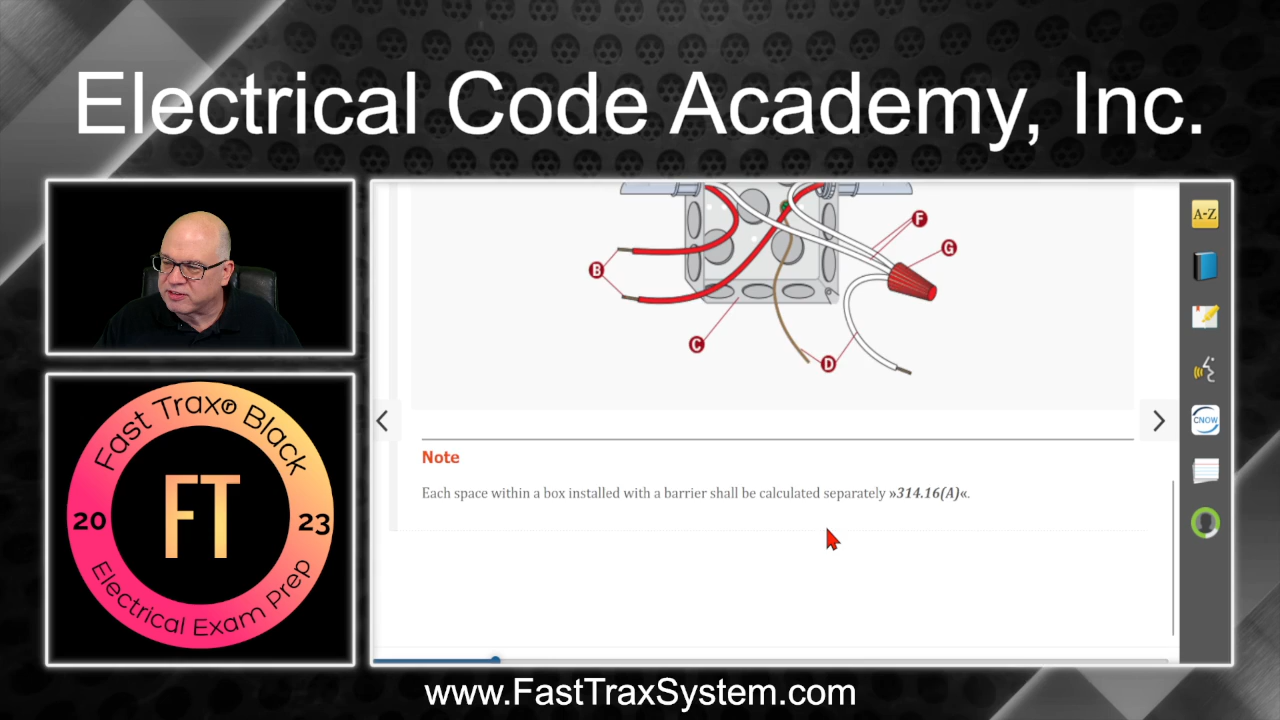 Electrical Code Academy, Inc.
B
C
D
F
G
A-Z
CNOW
Note
Each space within a box installed with a barrier shall be calculated separately »314.16(A)«.
Fast Trax® Black
20 FT 23
Electrical Exam Prep
www.FastTraxSystem.com